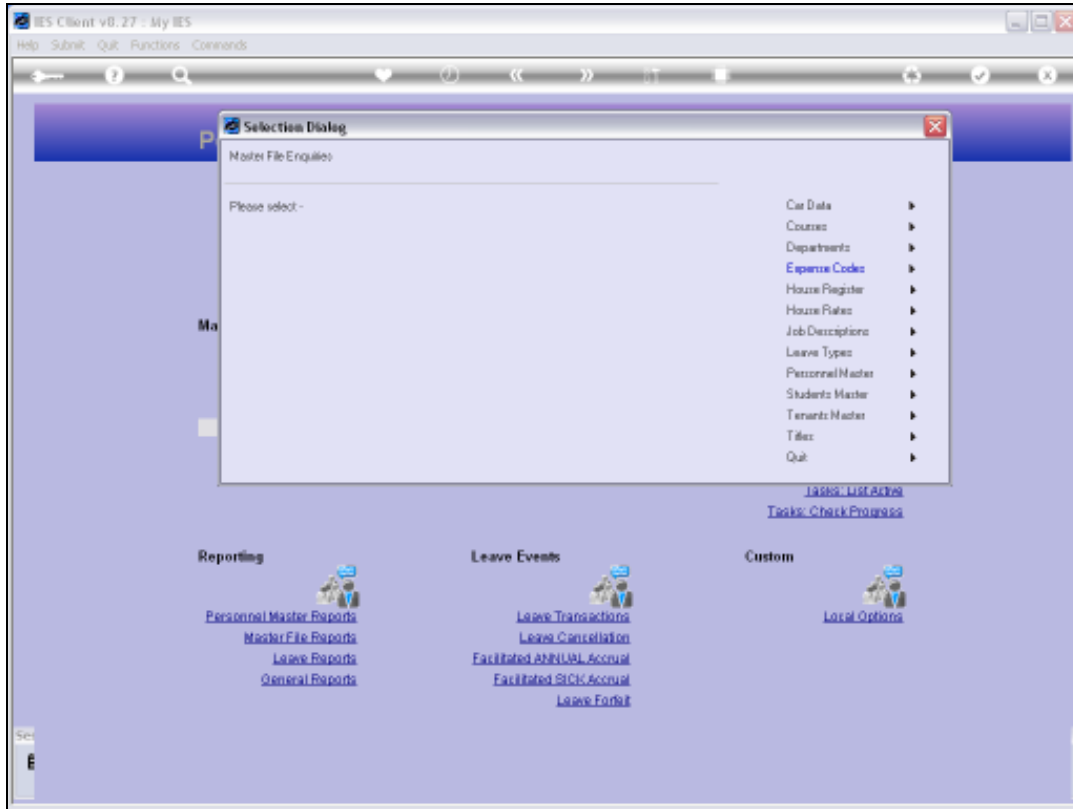 IES Client v8.27 : My IES
Help Submit Quit Functions Commands
Selection Dialog
Master File Enquiries
Please select -
Car Data
Courses
Departments
Expense Codes
House Register
House Rates
Job Descriptions
Leave Types
Personnel Master
Students Master
Tenants Master
Titles
Quit
P
Ma
Tasks: List Active
Tasks: Check Progress
Reporting
Personnel Master Reports
Master File Reports
Leave Reports
General Reports
Leave Events
Leave Transactions
Leave Cancellation
Facilitated ANNUAL Accrual
Facilitated SICK Accrual
Leave Forfeit
Custom
Local Options
Se